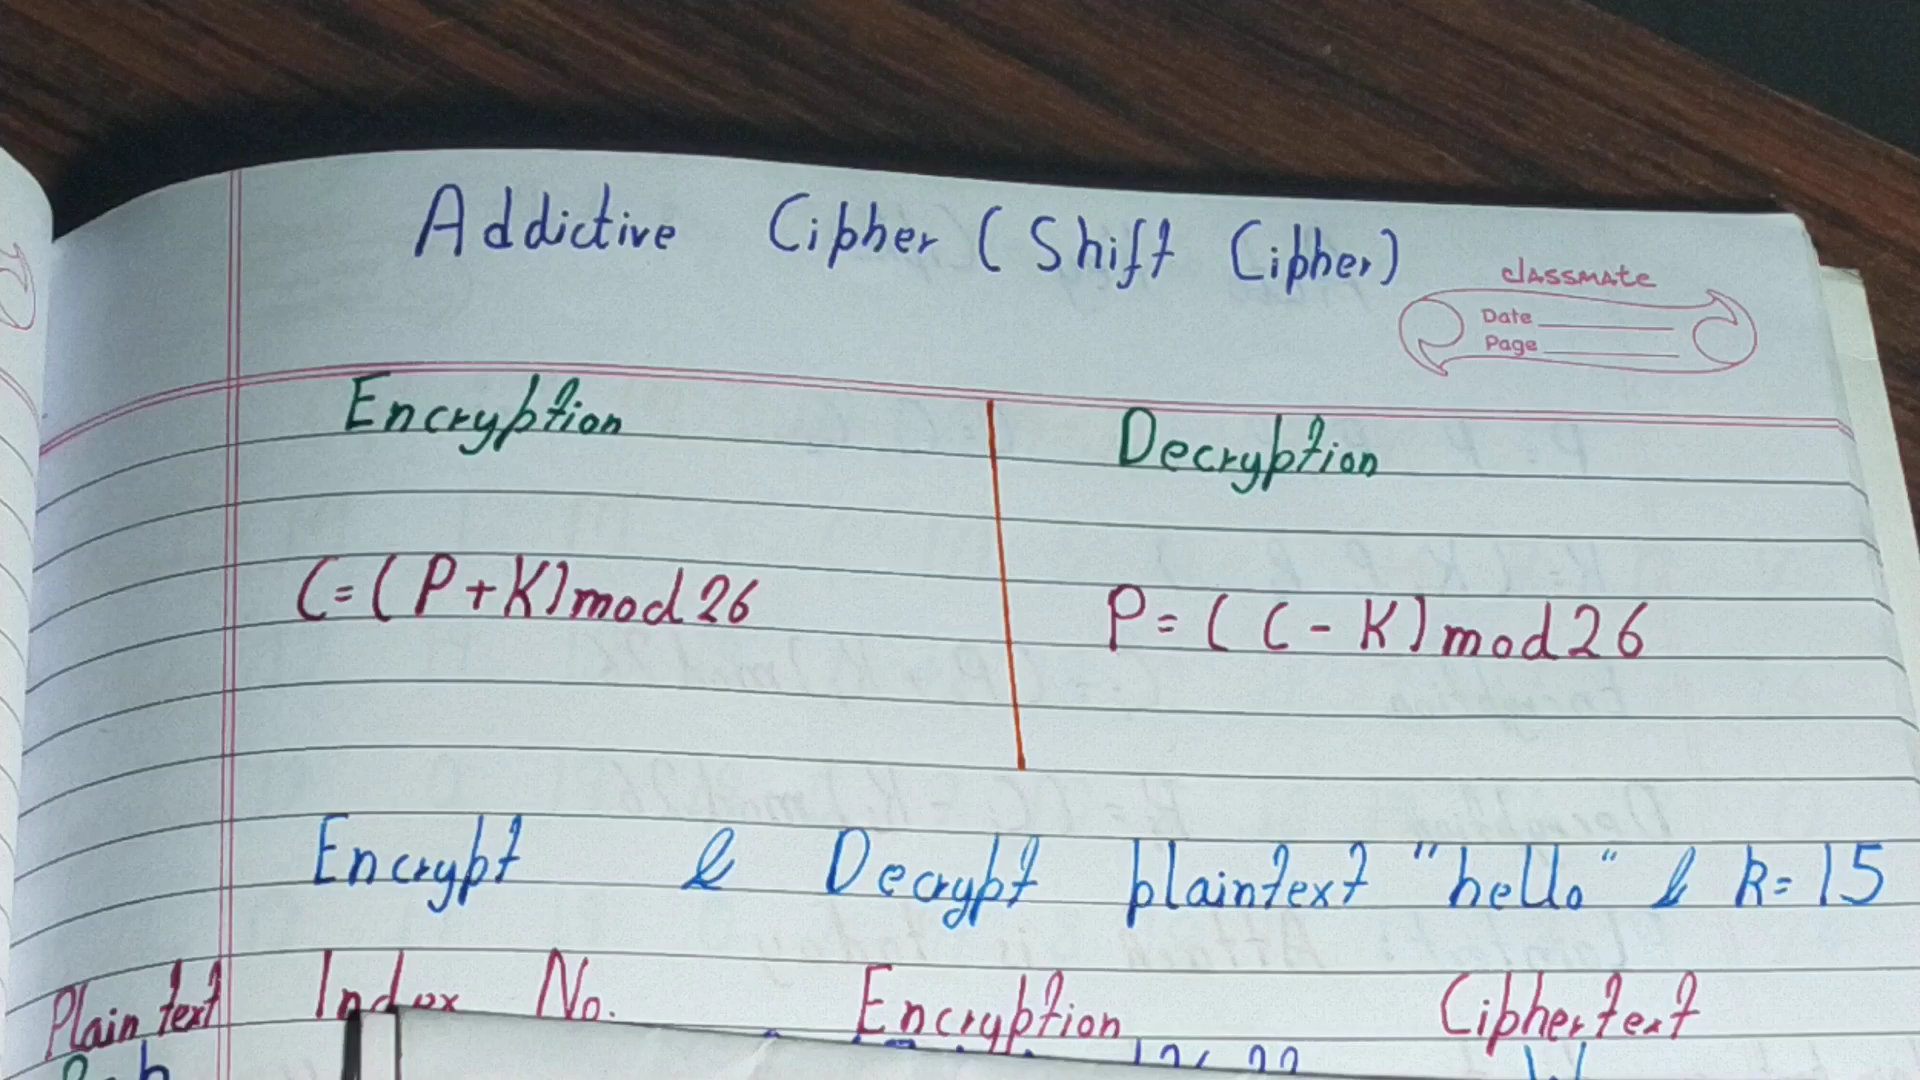 Addictive Cipher (Shift Cipher)
classmate
Date
Page
Encryption
Decryption
C = (P+K) mod 26
P = (C - K) mod 26
Encrypt & Decrypt plaintext "hello" & k = 15
Plain text Index No. Encryption Ciphertext